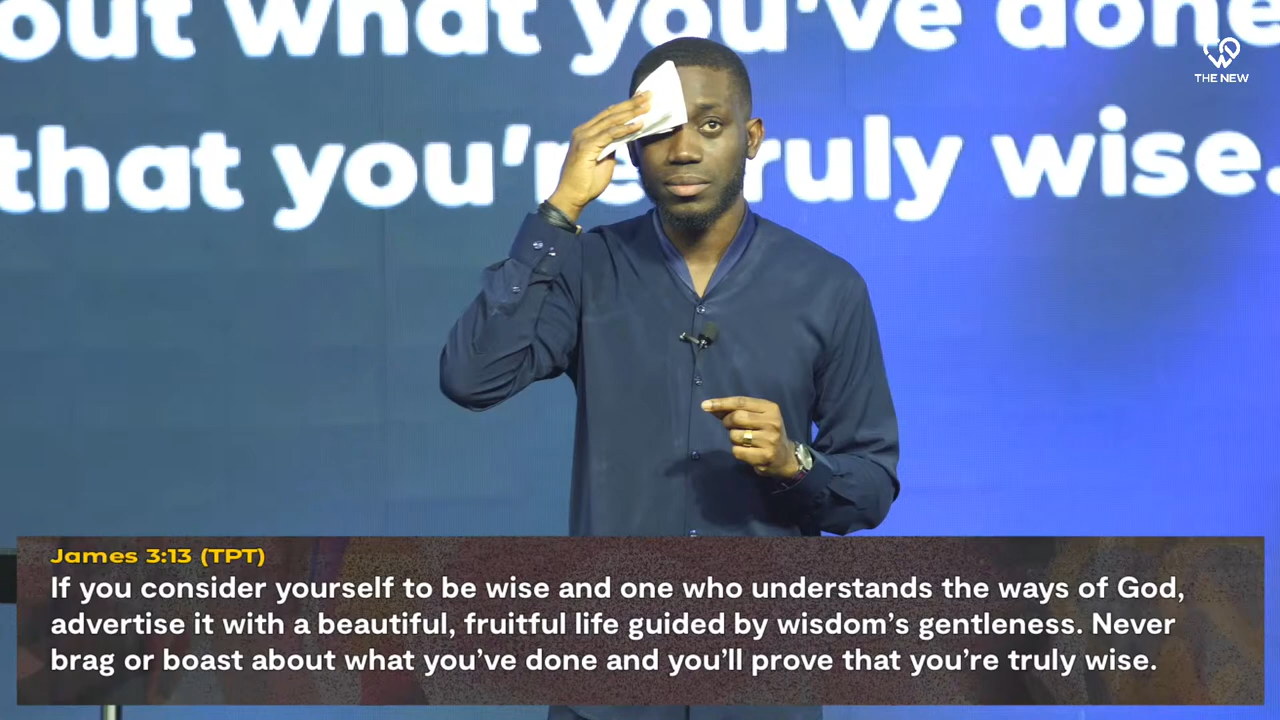 out what you've done
THE NEW
that you're truly wise.
James 3:13 (TPT)
If you consider yourself to be wise and one who understands the ways of God,
advertise it with a beautiful, fruitful life guided by wisdom's gentleness. Never
brag or boast about what you've done and you'll prove that you're truly wise.